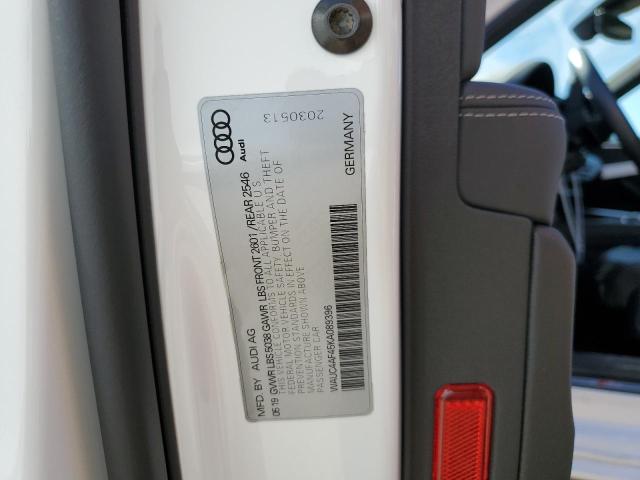 MFD. BY AUDI AG
05 19 GVWR LBS 5038 GAWR LBS FRONT 2601 /REAR 2546
THIS VEHICLE CONFORMS TO ALL APPLICABLE U S
FEDERAL MOTOR VEHICLE SAFETY, BUMPER AND THEFT
PREVENTION STANDARDS IN EFFECT ON THE DATE OF
MANUFACTURE SHOWN ABOVE
PASSENGER CAR
WAUC4AF45KA089396
GERMANY
Audi
2030513